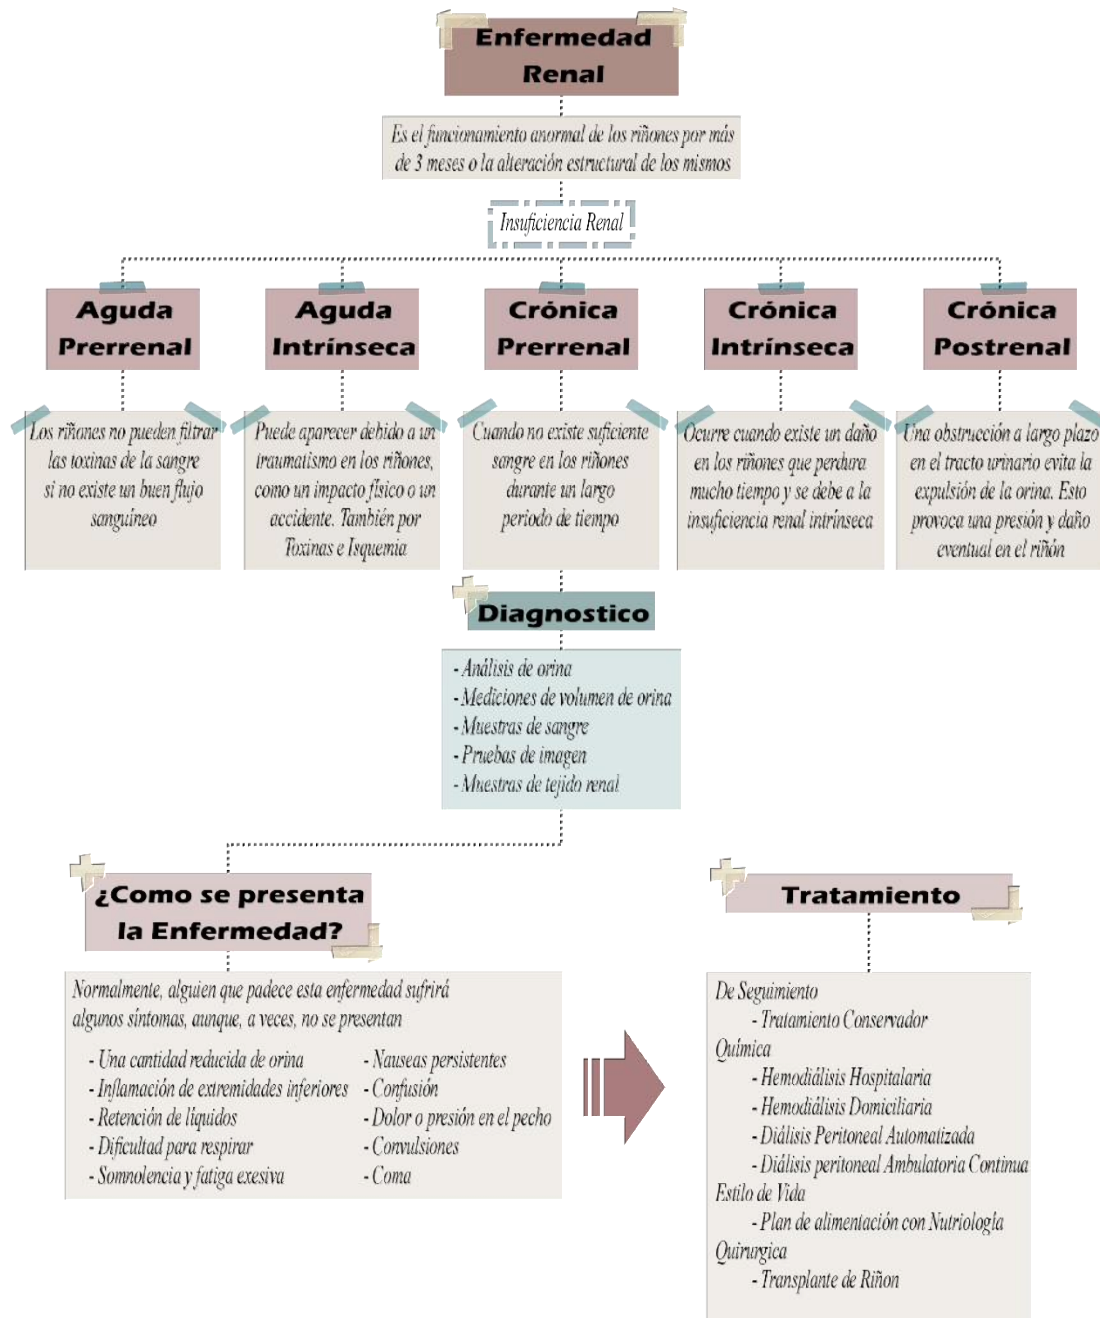 Enfermedad
Renal
Es el funcionamiento anormal de los riñones por más
de 3 meses o la alteración estructural de los mismos
Insuficiencia Renal
Aguda
Prerrenal
Los riñones no pueden filtrar
las toxinas de la sangre
si no existe un buen flujo
sanguíneo
Aguda
Intrínseca
Puede aparecer debido a un
traumatismo en los riñones,
como un impacto físico o un
accidente. También por
Toxinas e Isquemia
Crónica
Prerrenal
Cuando no existe suficiente
sangre en los riñones
durante un largo
periodo de tiempo
Crónica
Intrínseca
Ocurre cuando existe un daño
en los riñones que perdura
mucho tiempo y se debe a la
insuficiencia renal intrínseca
Crónica
Postrenal
Una obstrucción a largo plazo
en el tracto urinario evita la
expulsión de la orina. Esto
provoca una presión y daño
eventual en el riñón
Diagnostico
- Análisis de orina
- Mediciones de volumen de orina
- Muestras de sangre
- Pruebas de imagen
- Muestras de tejido renal
¿Como se presenta
la Enfermedad?
Normalmente, alguien que padece esta enfermedad sufrirá
algunos síntomas, aunque, a veces, no se presentan
- Una cantidad reducida de orina
- Inflamación de extremidades inferiores
- Retención de líquidos
- Dificultad para respirar
- Somnolencia y fatiga exesiva
- Nauseas persistentes
- Confusión
- Dolor o presión en el pecho
- Convulsiones
- Coma
Tratamiento
De Seguimiento
- Tratamiento Conservador
Química
- Hemodiálisis Hospitalaria
- Hemodiálisis Domiciliaria
- Diálisis Peritoneal Automatizada
- Diálisis peritoneal Ambulatoria Continua
Estilo de Vida
- Plan de alimentación con Nutriología
Quirurgica
- Transplante de Riñon